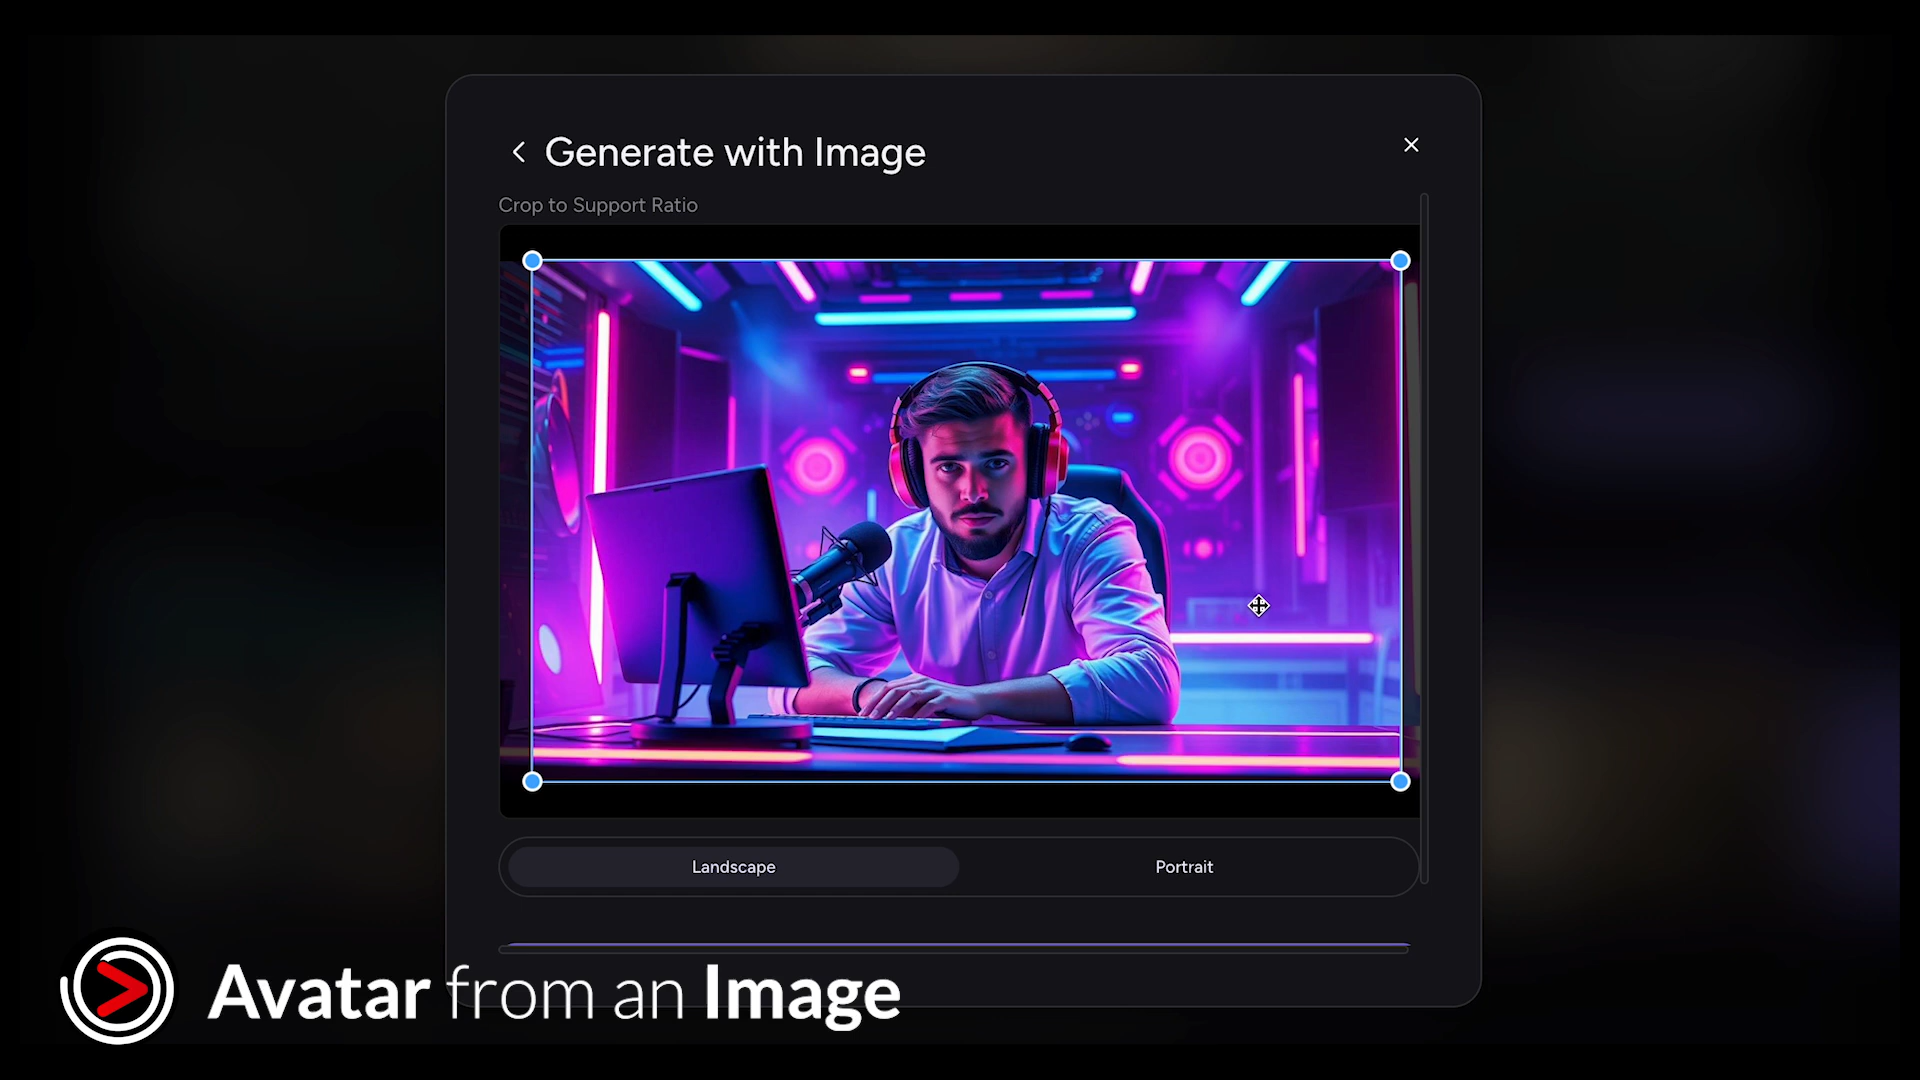 Generate with Image
Crop to Support Ratio
Landscape
Portrait
Avatar from an Image